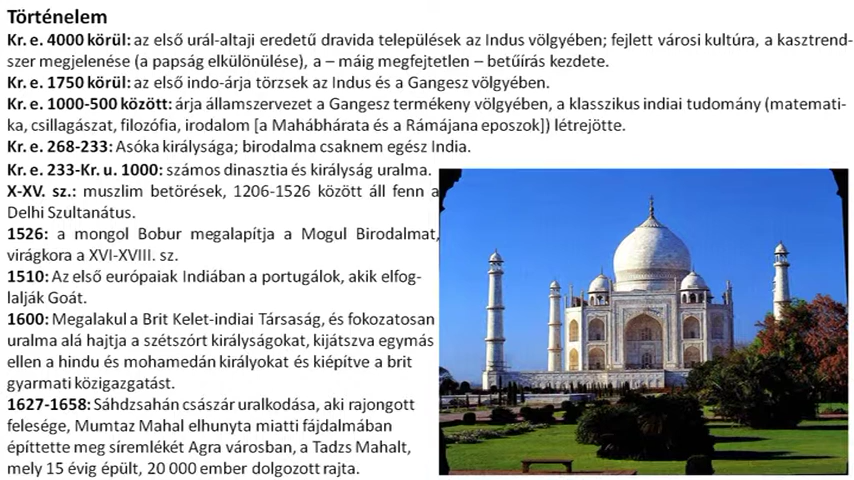 Történelem
Kr. e. 4000 körül: az első urál-altaji eredetű dravida települések az Indus völgyében; fejlett városi kultúra, a kasztrend-
szer megjelenése (a papság elkülönülése), a – máig megfejtetlen – betűírás kezdete.
Kr. e. 1750 körül: az első indo-árja törzsek az Indus és a Gangesz völgyében.
Kr. e. 1000-500 között: árja államszervezet a Gangesz termékeny völgyében, a klasszikus indiai tudomány (matemati-
ka, csillagászat, filozófia, irodalom [a Mahábhárata és a Rámájana eposzok]) létrejötte.
Kr. e. 268-233: Asóka királysága; birodalma csaknem egész India.
Kr. e. 233-Kr. u. 1000: számos dinasztia és királyság uralma.
X-XV. sz.: muszlim betörések, 1206-1526 között áll fenn a
Delhi Szultanátus.
1526: a mongol Bobur megalapítja a Mogul Birodalmat,
virágkora a XVI-XVIII. sz.
1510: Az első európaiak Indiában a portugálok, akik elfog-
lalják Goát.
1600: Megalakul a Brit Kelet-indiai Társaság, és fokozatosan
uralma alá hajtja a szétszórt királyságokat, kijátszva egymás
ellen a hindu és mohamedán királyokat és kiépítve a brit
gyarmati közigazgatást.
1627-1658: Sáhdzsahán császár uralkodása, aki rajongott
felesége, Mumtaz Mahal elhunyta miatti fájdalmában
építtette meg síremlékét Agra városban, a Tadzs Mahalt,
mely 15 évig épült, 20 000 ember dolgozott rajta.